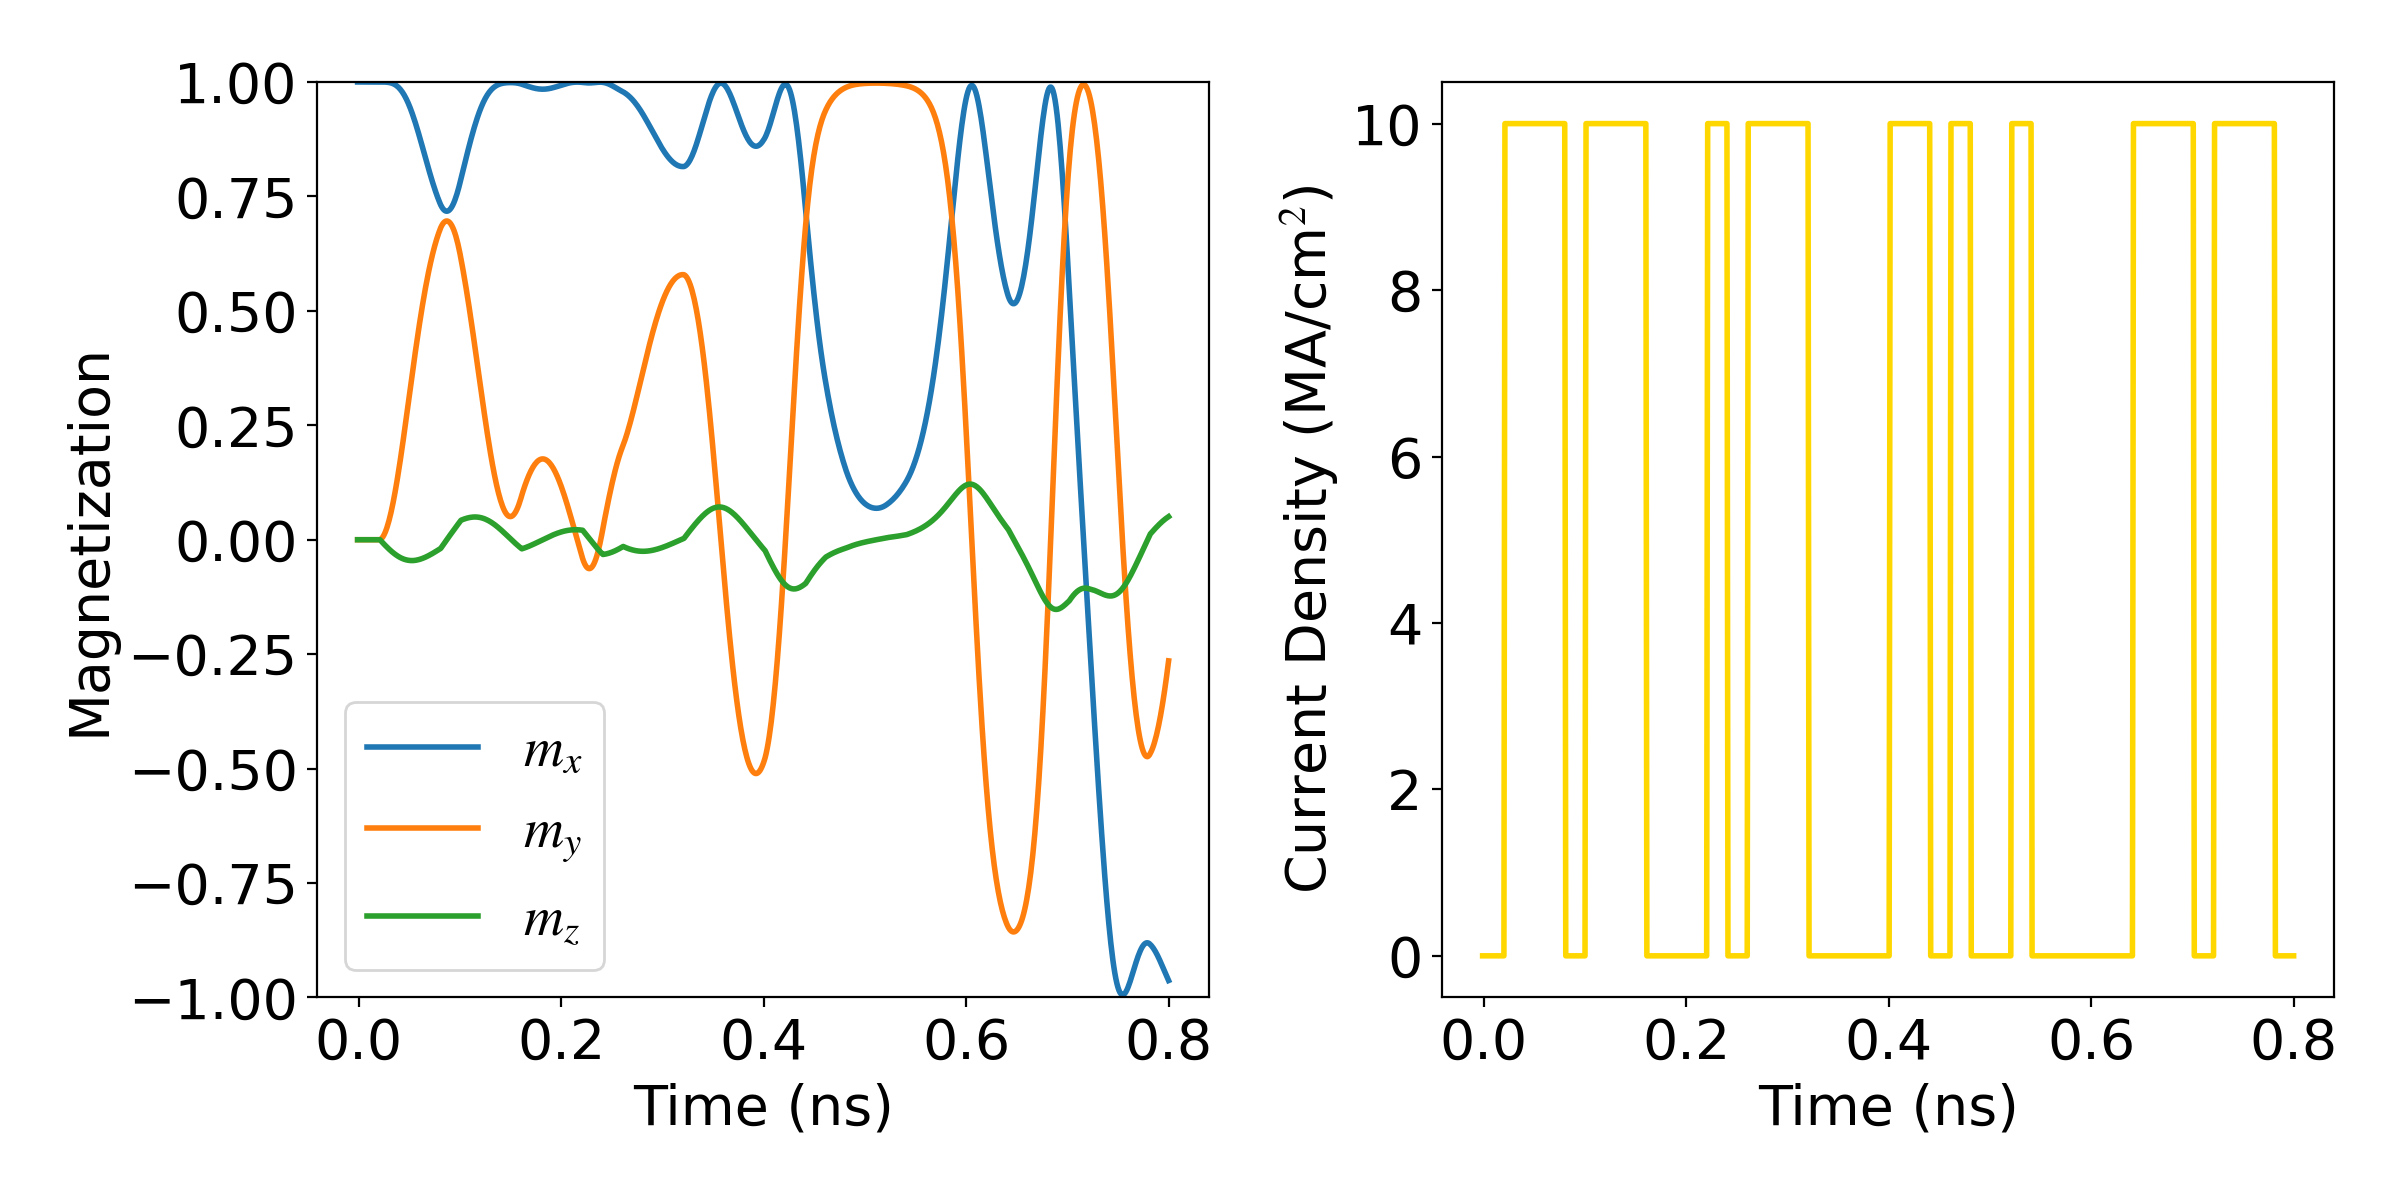 1.00
0.75
0.50
0.25
0.00
−0.25
−0.50
−0.75
−1.00
Magnetization
m_x
m_y
m_z
0.0 0.2 0.4 0.6 0.8
Time (ns)
10
8
6
4
2
0
Current Density (MA/cm²)
0.0 0.2 0.4 0.6 0.8
Time (ns)